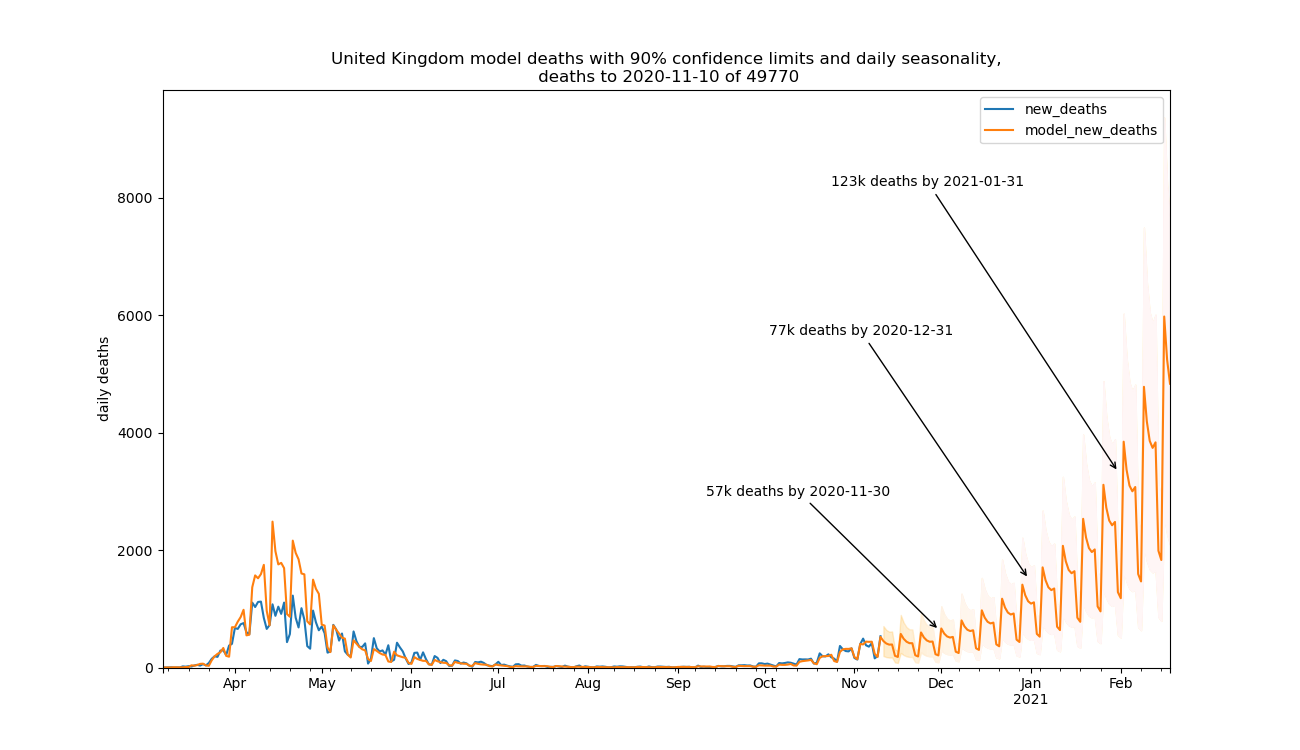 United Kingdom model deaths with 90% confidence limits and daily seasonality,
deaths to 2020-11-10 of 49770
new_deaths
model_new_deaths
123k deaths by 2021-01-31
77k deaths by 2020-12-31
57k deaths by 2020-11-30
daily deaths
8000
6000
4000
2000
0
Apr May Jun Jul Aug Sep Oct Nov Dec Jan Feb
2021